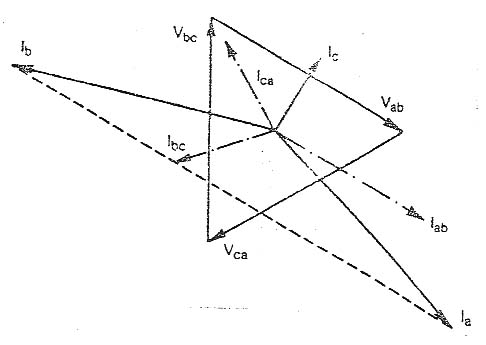 V_bc
I_b
I_c
I_ca
V_ab
I_bc
I_ab
V_ca
I_a